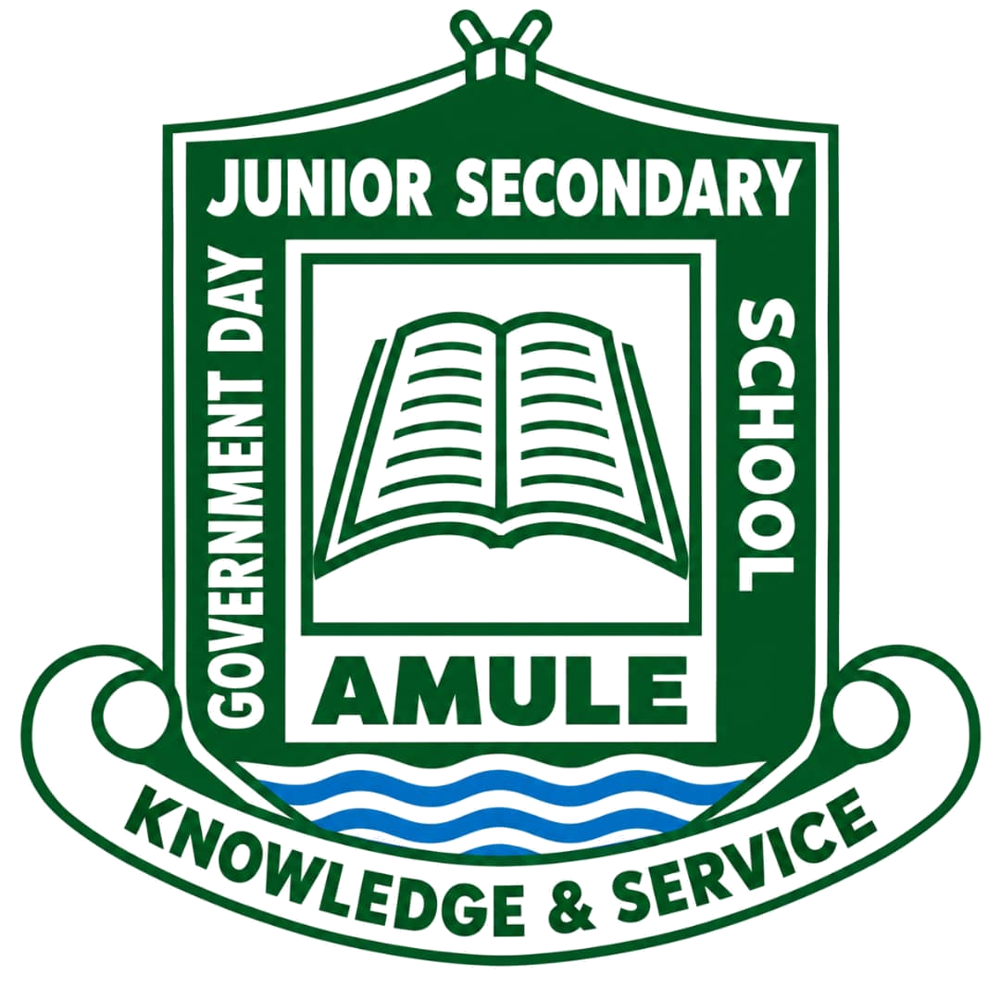 GOVERNMENT DAY
JUNIOR SECONDARY
SCHOOL
AMULE
KNOWLEDGE & SERVICE